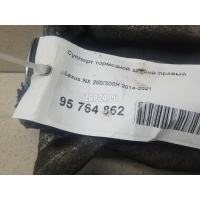 Суппорт тормозной задний правый
Lexus NX 200/300H 2014-2021
95 764 862